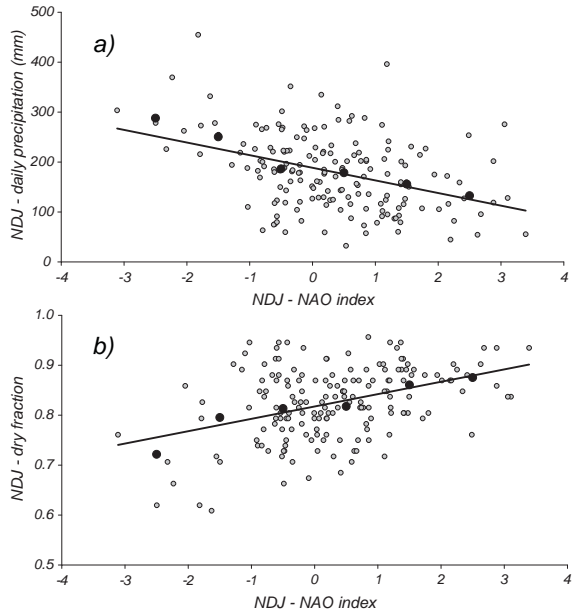 a)
NDJ - daily precipitation (mm)
500
400
300
200
100
0
-4 -3 -2 -1 0 1 2 3 4
NDJ - NAO index
b)
NDJ - dry fraction
1.0
0.9
0.8
0.7
0.6
0.5
-4 -3 -2 -1 0 1 2 3 4
NDJ - NAO index